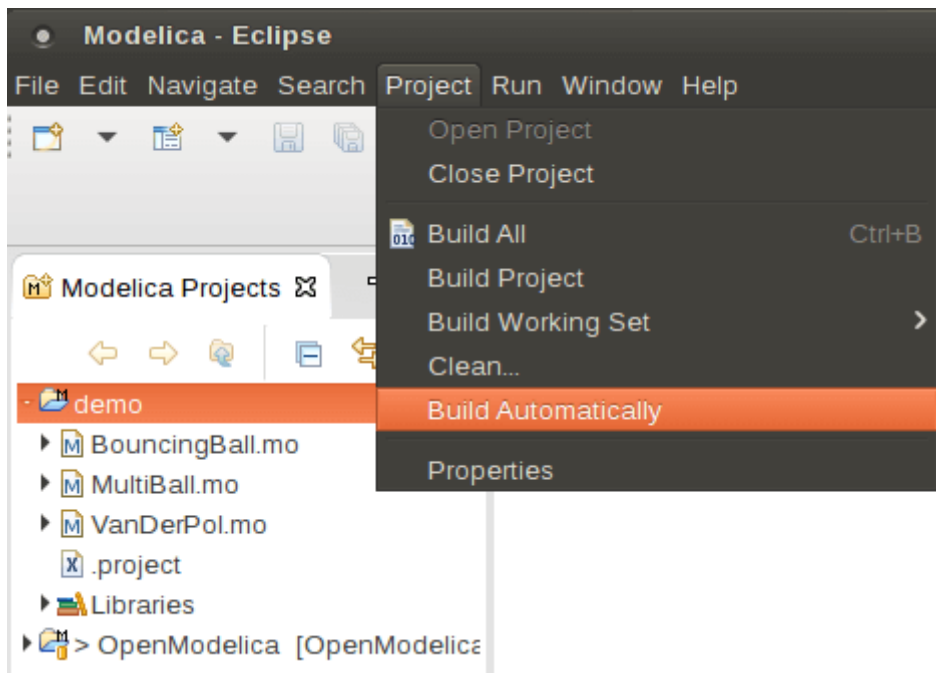 Modelica - Eclipse
File Edit Navigate Search Project Run Window Help
Open Project
Close Project
Build All Ctrl+B
Build Project
Build Working Set
Clean...
Build Automatically
Properties
Modelica Projects
demo
BouncingBall.mo
MultiBall.mo
VanDerPol.mo
.project
Libraries
> OpenModelica [OpenModelica